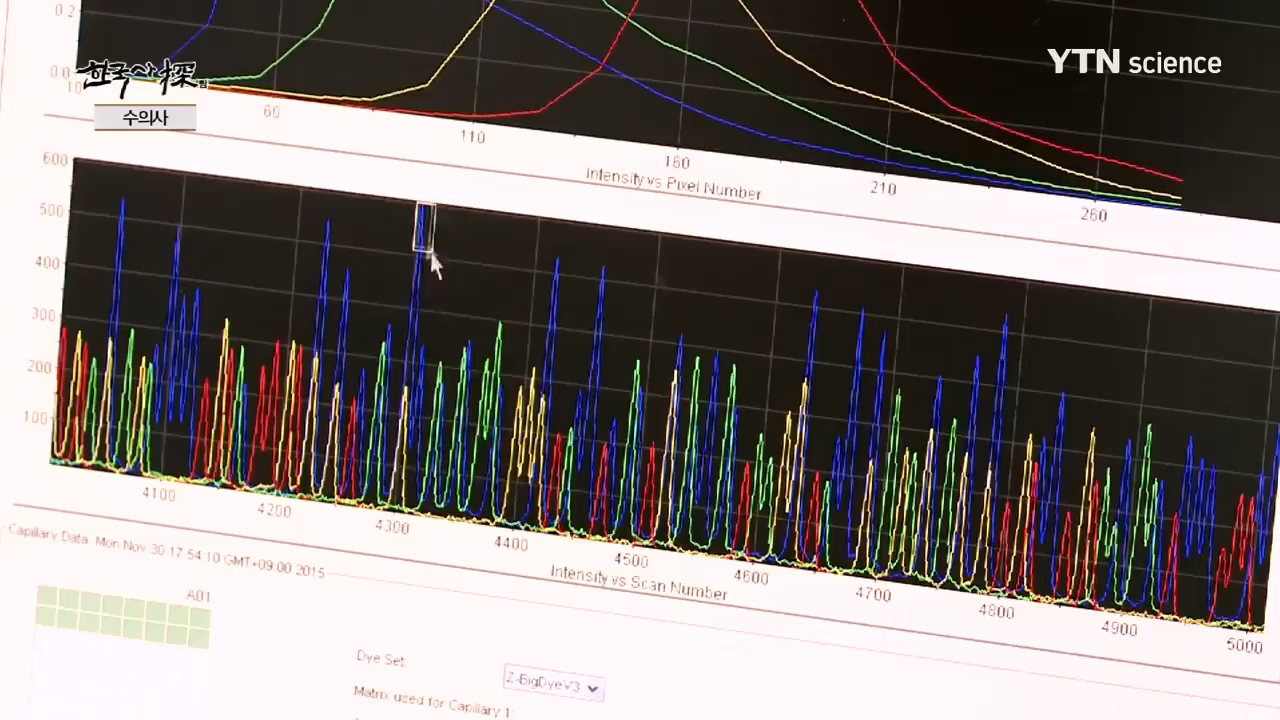 YTN science
한국人探
수의사
0 2
0 0
10
60
110
160
210
260
Intensity vs Pixel Number
600
500
400
300
200
100
4100
4200
4300
4400
4500
4600
4700
4800
4900
5000
Intensity vs Scan Number
Capillary Data: Mon Nov 30 17:54:10 GMT+09:00 2015
A01
Dye Set:
Z-BigDyeV3
Matrix used for Capillary 1: